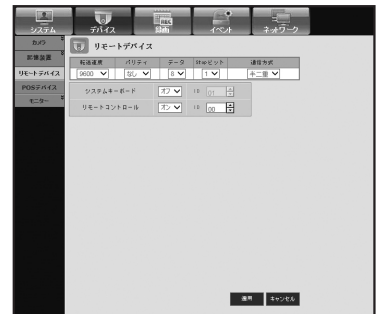 システム デバイス 録画 イベント ネットワーク
カメラ
影像装置
リモートデバイス
POSデバイス
モニター
リモートデバイス
転送速度 パリティ データ Stopビット 通信方式
9600 なし 8 1 半二重
システムキーボード オフ ID 01
リモートコントロール オン ID 00
適用 キャンセル